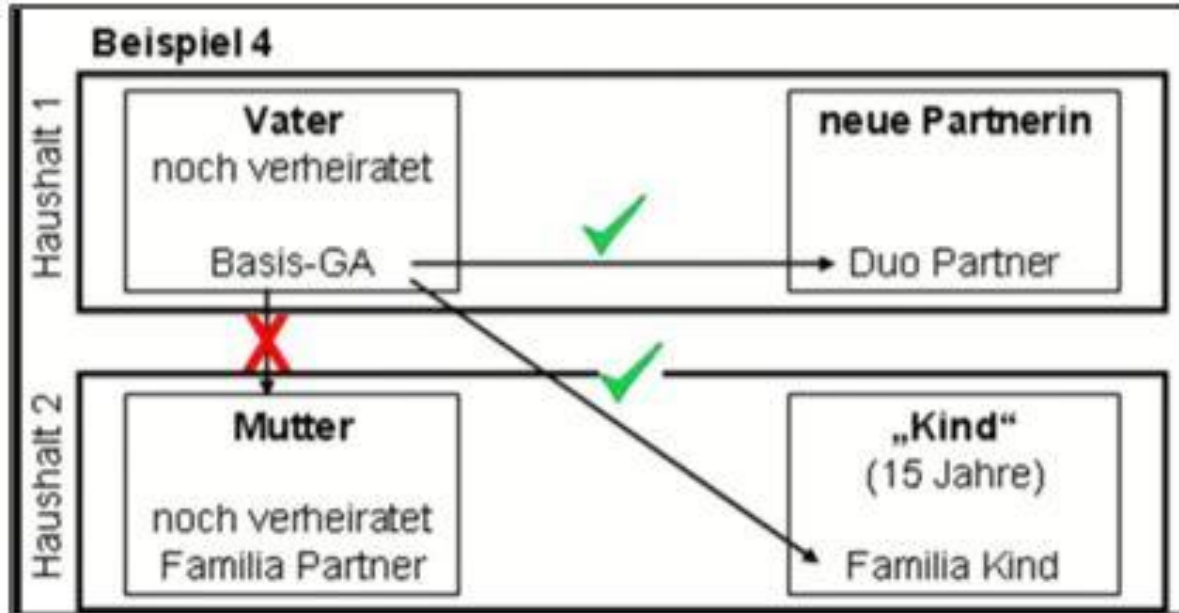 Beispiel 4
Haushalt 1
Vater
noch verheiratet
Basis-GA
neue Partnerin
Duo Partner
X
Haushalt 2
Mutter
noch verheiratet
Familia Partner
„Kind“
(15 Jahre)
Familia Kind